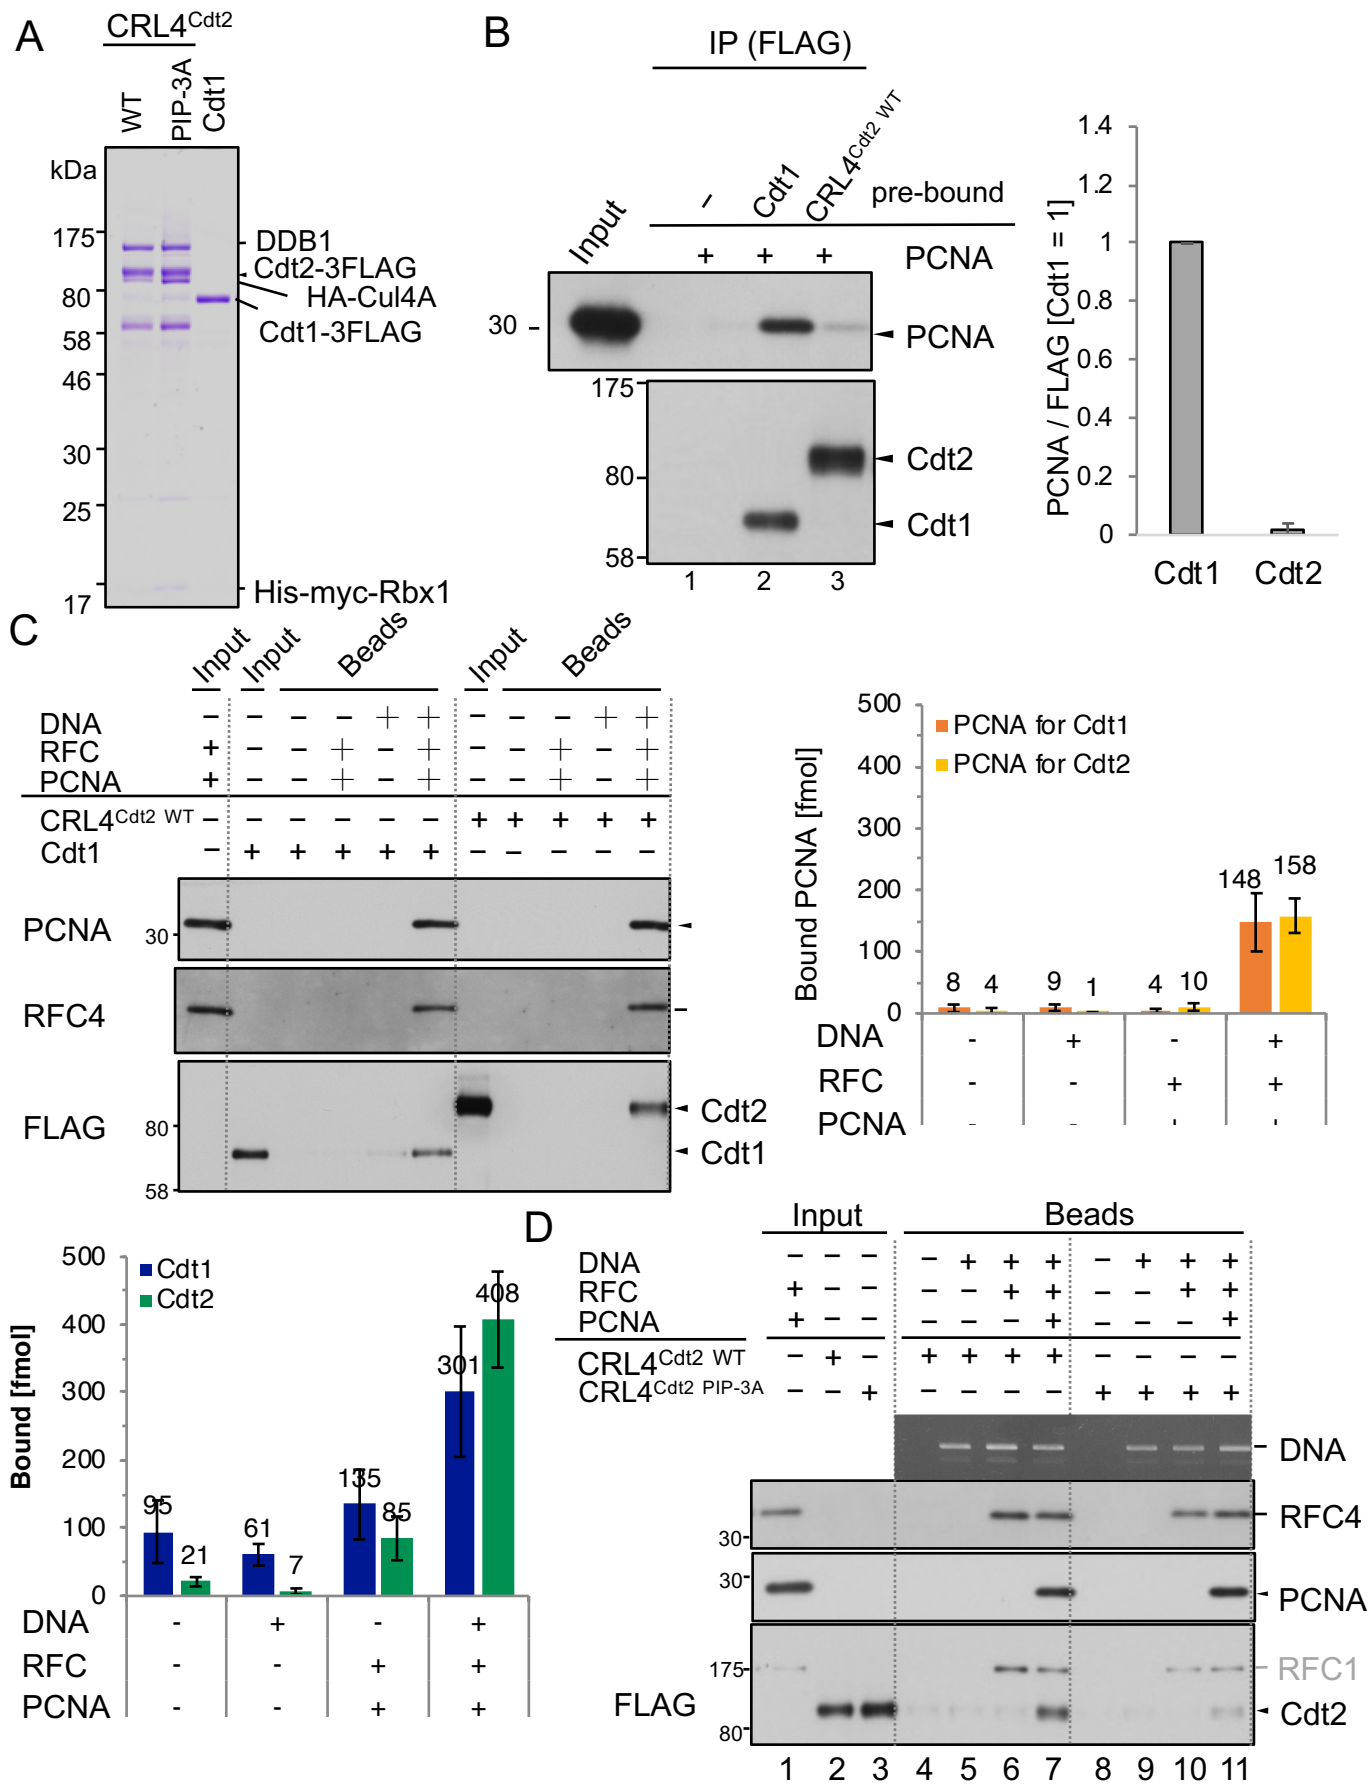 A
CRL4Cdt2
WT
PIP-3A
Cdt1
kDa
175
80
58
46
30
25
17
DDB1
Cdt2-3FLAG
HA-Cul4A
Cdt1-3FLAG
His-myc-Rbx1
B
IP (FLAG)
Input
–
Cdt1
CRL4Cdt2 WT
pre-bound
+ + + PCNA
30
PCNA
175
80
58
Cdt2
Cdt1
1 2 3
PCNA / FLAG [Cdt1 = 1]
1.4
1.2
1
0.8
0.6
0.4
0.2
0
Cdt1 Cdt2
C
Input Input Beads Input Beads
DNA – – – – + + – – – + +
RFC + – – + – + – – + – +
PCNA + – – + – + – – + – +
CRL4Cdt2 WT – – – – – – + + + + +
Cdt1 – + + + + + – – – – –
PCNA
30
RFC4
FLAG
80
58
Cdt2
Cdt1
Bound PCNA [fmol]
500
400
300
200
100
0
PCNA for Cdt1
PCNA for Cdt2
8 4 9 1 4 10 148 158
DNA - + - +
RFC - - + +
PCNA - - + +
Bound [fmol]
500
400
300
200
100
0
Cdt1
Cdt2
95 21 61 7 135 85 301 408
DNA - + - +
RFC - - + +
PCNA - - + +
D
Input Beads
DNA – – – – + + + – + + +
RFC + – – – – + + – – + +
PCNA + – – – – – + – – – +
CRL4Cdt2 WT – + – + + + + – – – –
CRL4Cdt2 PIP-3A – – + – – – – + + + +
DNA
30
RFC4
30
PCNA
175
RFC1
FLAG
80
Cdt2
1 2 3 4 5 6 7 8 9 10 11